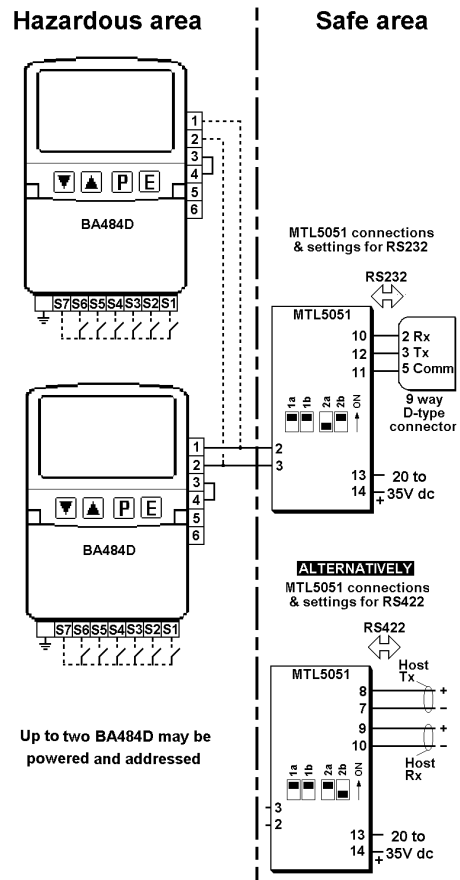 Hazardous area
Safe area
1
2
3
4
5
6
P E
BA484D
S7 S6 S5 S4 S3 S2 S1
MTL5051 connections
& settings for RS232
RS232
MTL5051
10
12
11
2 Rx
3 Tx
5 Comm
9 way
D-type
connector
1a 1b 2a 2b
ON
2
3
13
14
+
20 to
35V dc
1
2
3
4
5
6
P E
BA484D
S7 S6 S5 S4 S3 S2 S1
ALTERNATIVELY
MTL5051 connections
& settings for RS422
RS422
MTL5051
Host
Tx
8 +
7 -
9 +
10 -
Host
Rx
1a 1b 2a 2b
ON
3
2
13
14
+
20 to
35V dc
Up to two BA484D may be
powered and addressed